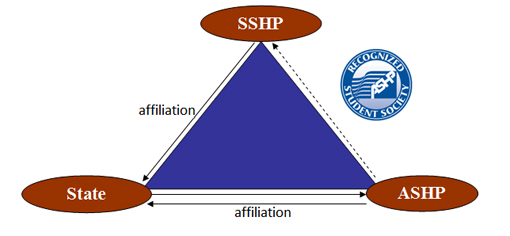 SSHP
RECOGNIZED
ASHP
STUDENT SOCIETY
affiliation
State
ASHP
affiliation